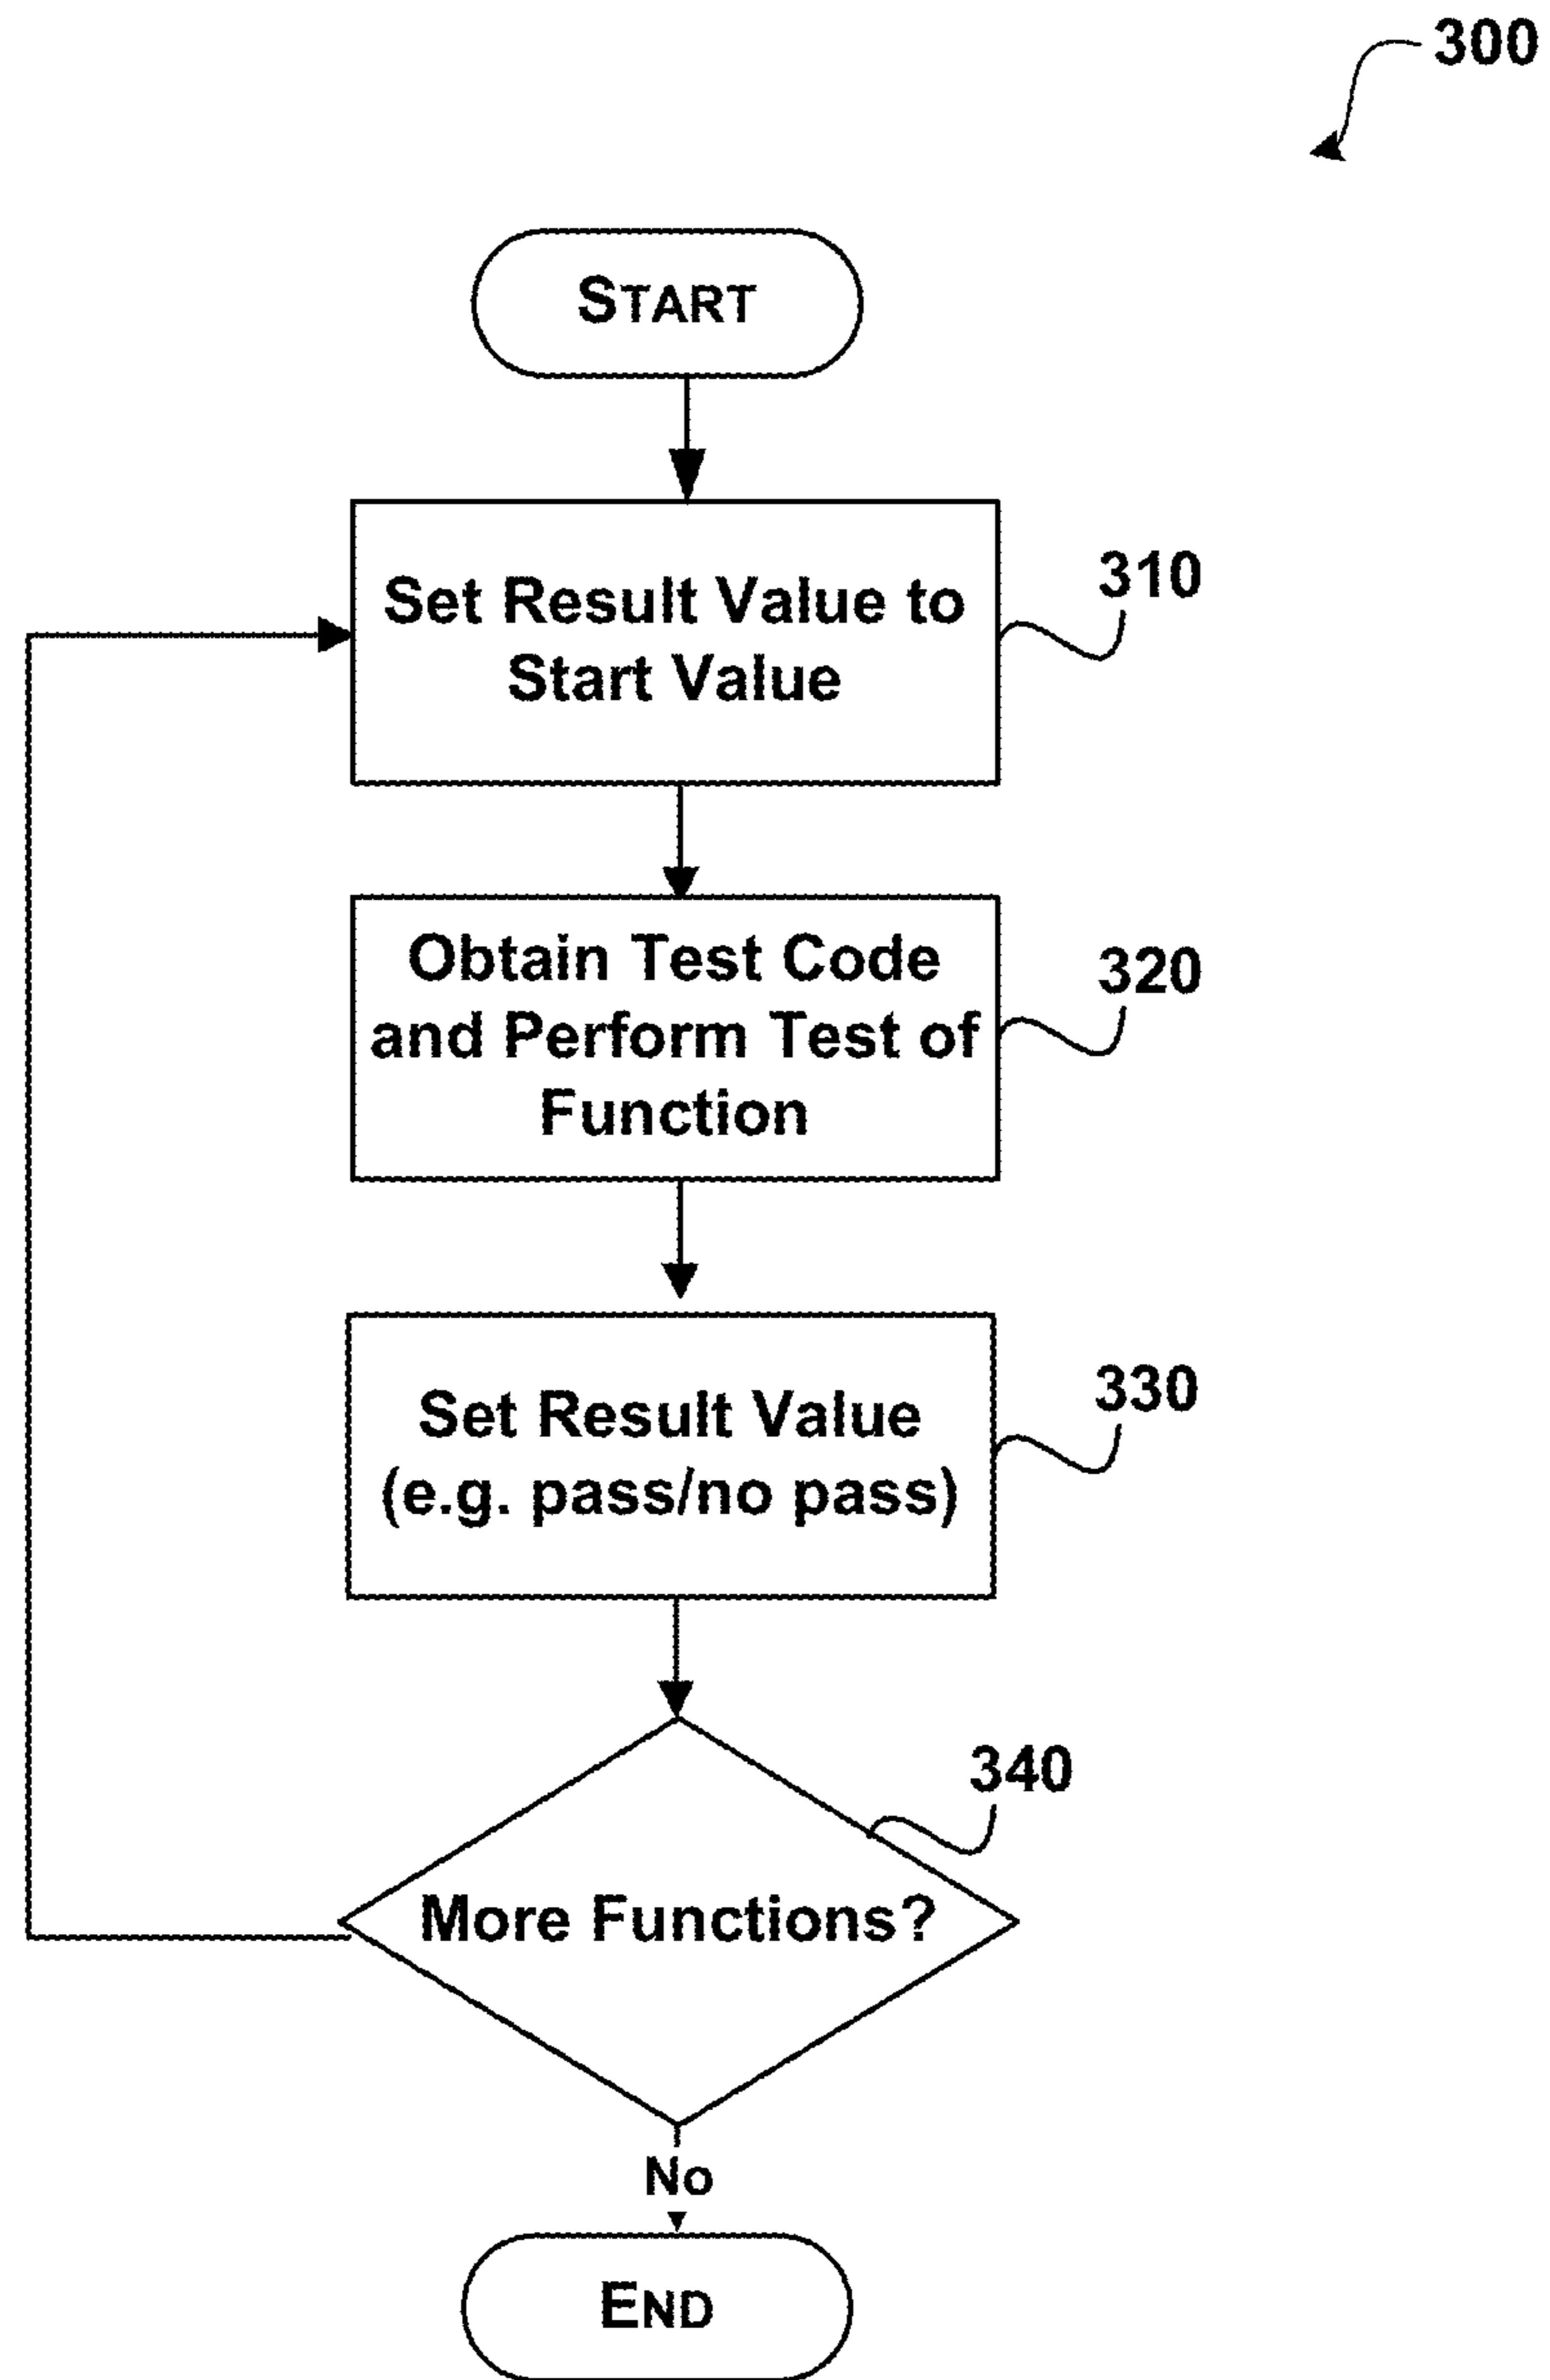 300
START
Set Result Value to
Start Value
310
Obtain Test Code
and Perform Test of
Function
320
Set Result Value
(e.g. pass/no pass)
330
340
More Functions?
No
END